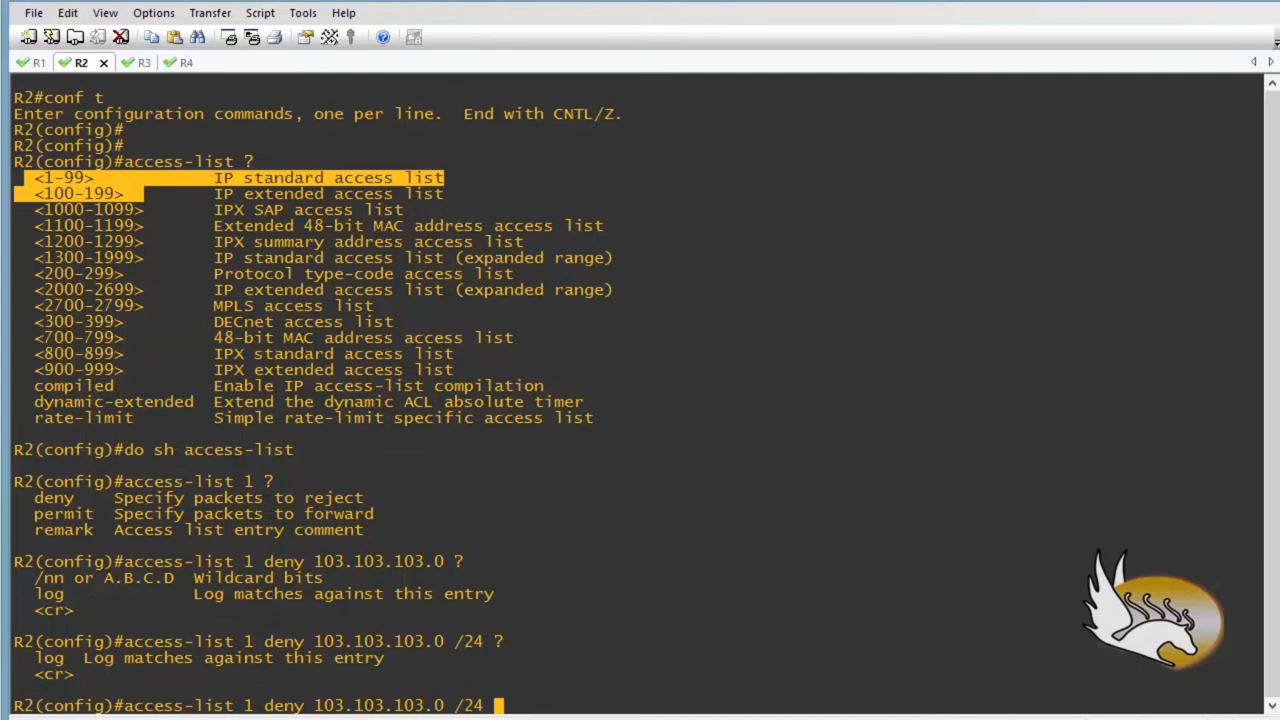 File Edit View Options Transfer Script Tools Help
R1 R2 x R3 R4
R2#conf t
Enter configuration commands, one per line.  End with CNTL/Z.
R2(config)#
R2(config)#
R2(config)#access-list ?
<1-99> IP standard access list
<100-199> IP extended access list
<1000-1099> IPX SAP access list
<1100-1199> Extended 48-bit MAC address access list
<1200-1299> IPX summary address access list
<1300-1999> IP standard access list (expanded range)
<200-299> Protocol type-code access list
<2000-2699> IP extended access list (expanded range)
<2700-2799> MPLS access list
<300-399> DECnet access list
<700-799> 48-bit MAC address access list
<800-899> IPX standard access list
<900-999> IPX extended access list
compiled Enable IP access-list compilation
dynamic-extended Extend the dynamic ACL absolute timer
rate-limit Simple rate-limit specific access list
R2(config)#do sh access-list
R2(config)#access-list 1 ?
deny Specify packets to reject
permit Specify packets to forward
remark Access list entry comment
R2(config)#access-list 1 deny 103.103.103.0 ?
/nn or A.B.C.D Wildcard bits
log Log matches against this entry
<cr>
R2(config)#access-list 1 deny 103.103.103.0 /24 ?
log Log matches against this entry
<cr>
R2(config)#access-list 1 deny 103.103.103.0 /24